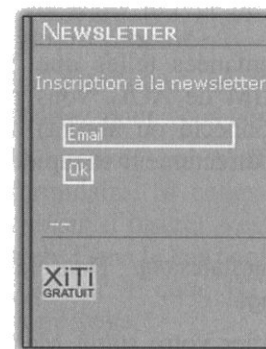 NEWSLETTER
Inscription à la newsletter
Email
Ok
--
XiTi
GRATUIT